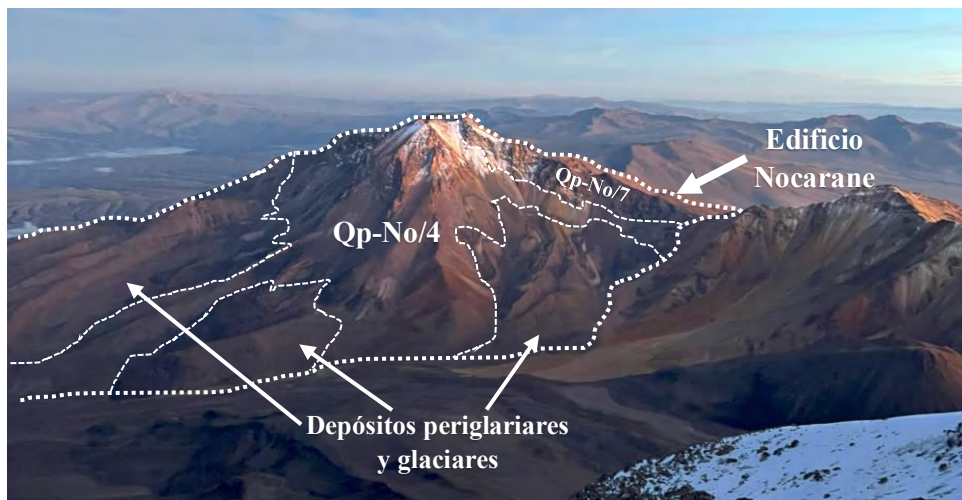 Edificio
Nocarane
Qp-No/7
Qp-No/4
Depósitos periglariares
y glaciares